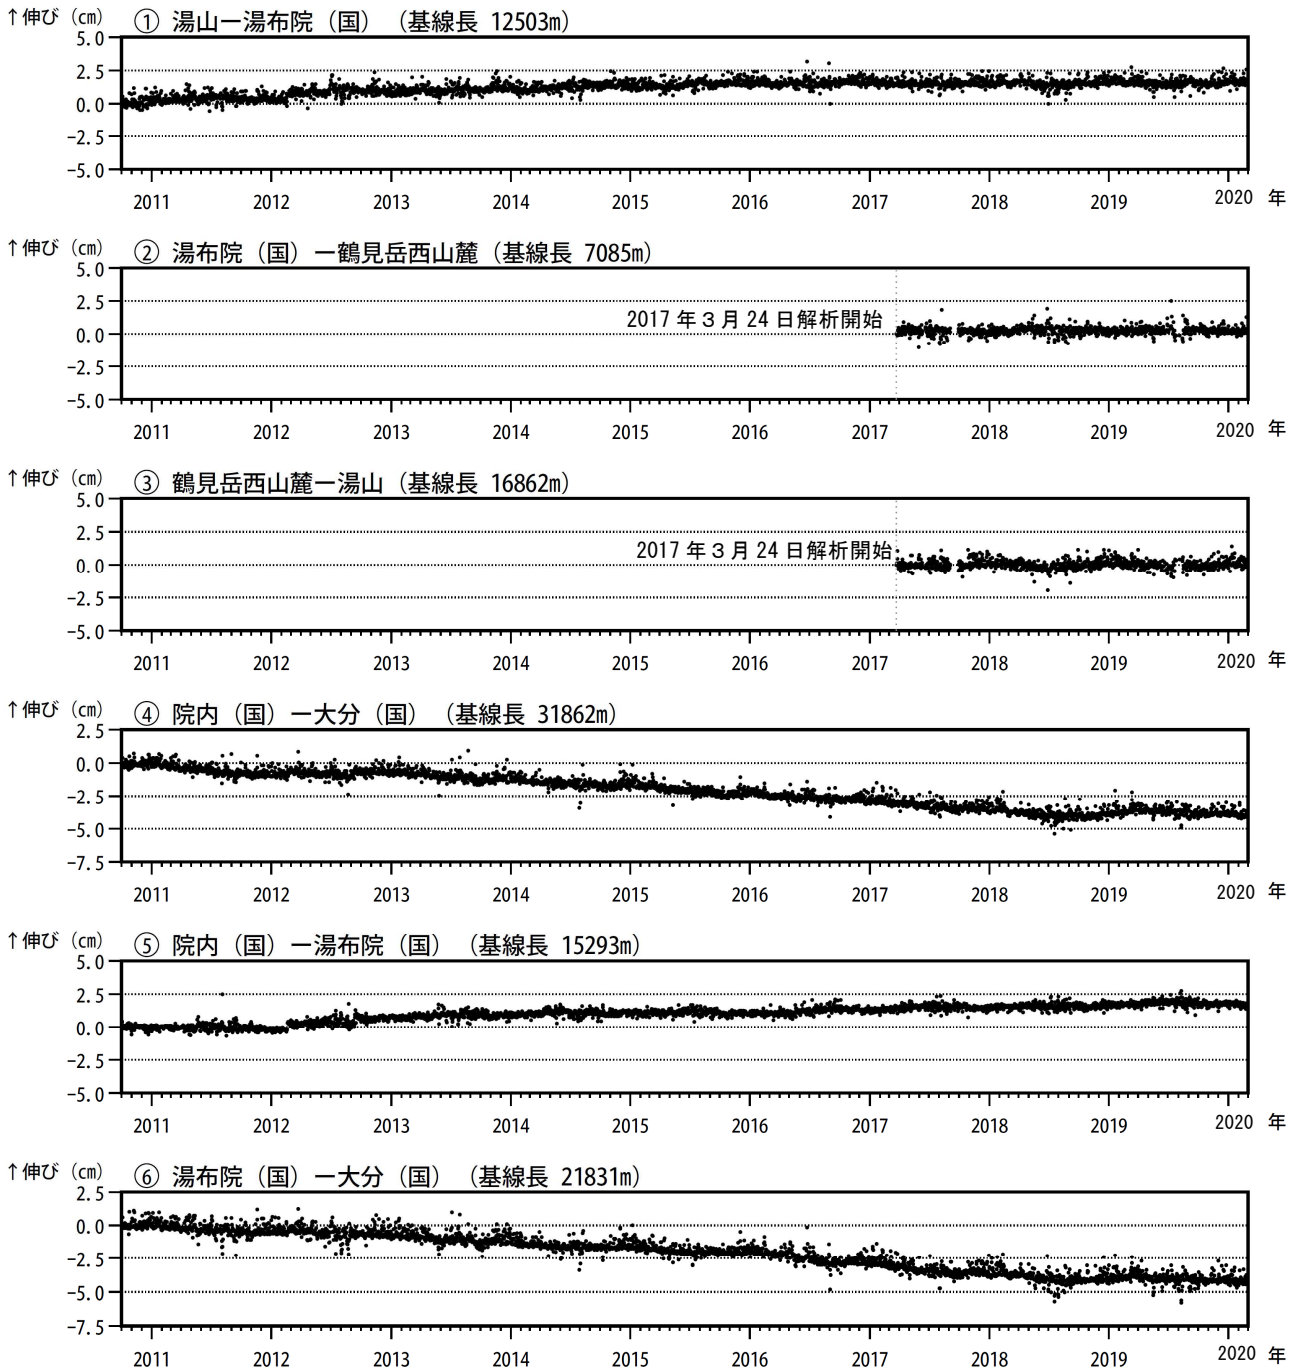 ↑伸び（㎝） ① 湯山ー湯布院（国）（基線長 12503m）
5.0
2.5
0.0
-2.5
-5.0
2011 2012 2013 2014 2015 2016 2017 2018 2019 2020 年
↑伸び（㎝） ② 湯布院（国）ー鶴見岳西山麓（基線長 7085m）
5.0
2.5
2017年3月24日解析開始
0.0
-2.5
-5.0
2011 2012 2013 2014 2015 2016 2017 2018 2019 2020 年
↑伸び（㎝） ③ 鶴見岳西山麓ー湯山（基線長 16862m）
5.0
2.5
2017年3月24日解析開始
0.0
-2.5
-5.0
2011 2012 2013 2014 2015 2016 2017 2018 2019 2020 年
↑伸び（㎝） ④ 院内（国）ー大分（国）（基線長 31862m）
2.5
0.0
-2.5
-5.0
-7.5
2011 2012 2013 2014 2015 2016 2017 2018 2019 2020 年
↑伸び（㎝） ⑤ 院内（国）ー湯布院（国）（基線長 15293m）
5.0
2.5
0.0
-2.5
-5.0
2011 2012 2013 2014 2015 2016 2017 2018 2019 2020 年
↑伸び（㎝） ⑥ 湯布院（国）ー大分（国）（基線長 21831m）
2.5
0.0
-2.5
-5.0
-7.5
2011 2012 2013 2014 2015 2016 2017 2018 2019 2020 年